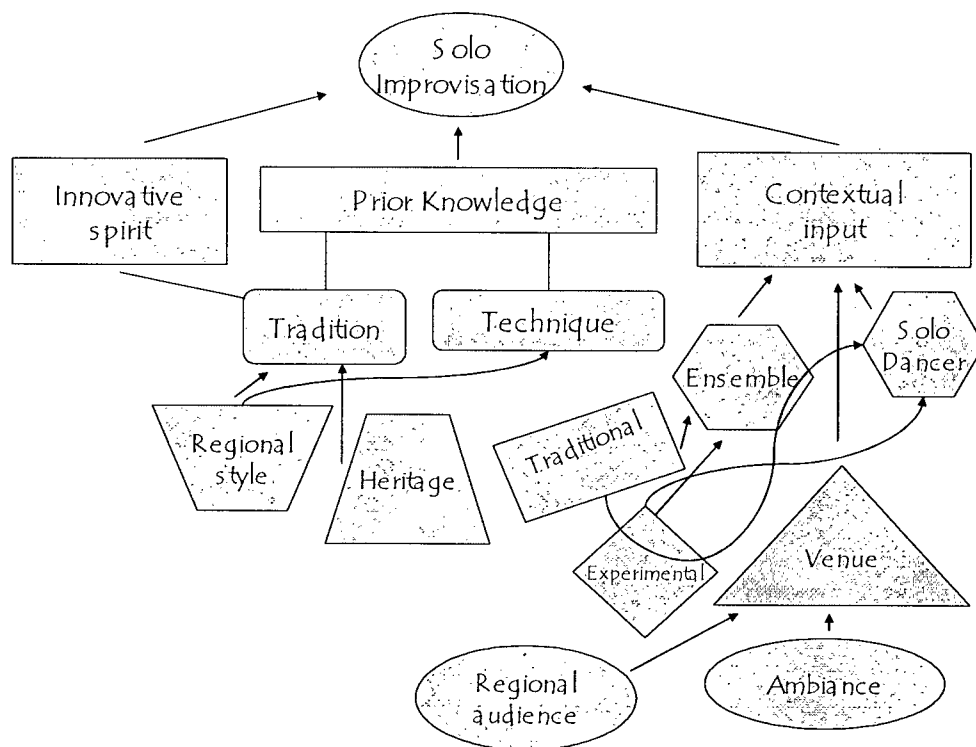 Solo
Improvisation
Innovative
spirit
Prior Knowledge
Contextual
input
Tradition
Technique
Ensemble
Solo
Dancer
Regional
style
Heritage
Traditional
Experimental
Venue
Regional
audience
Ambiance